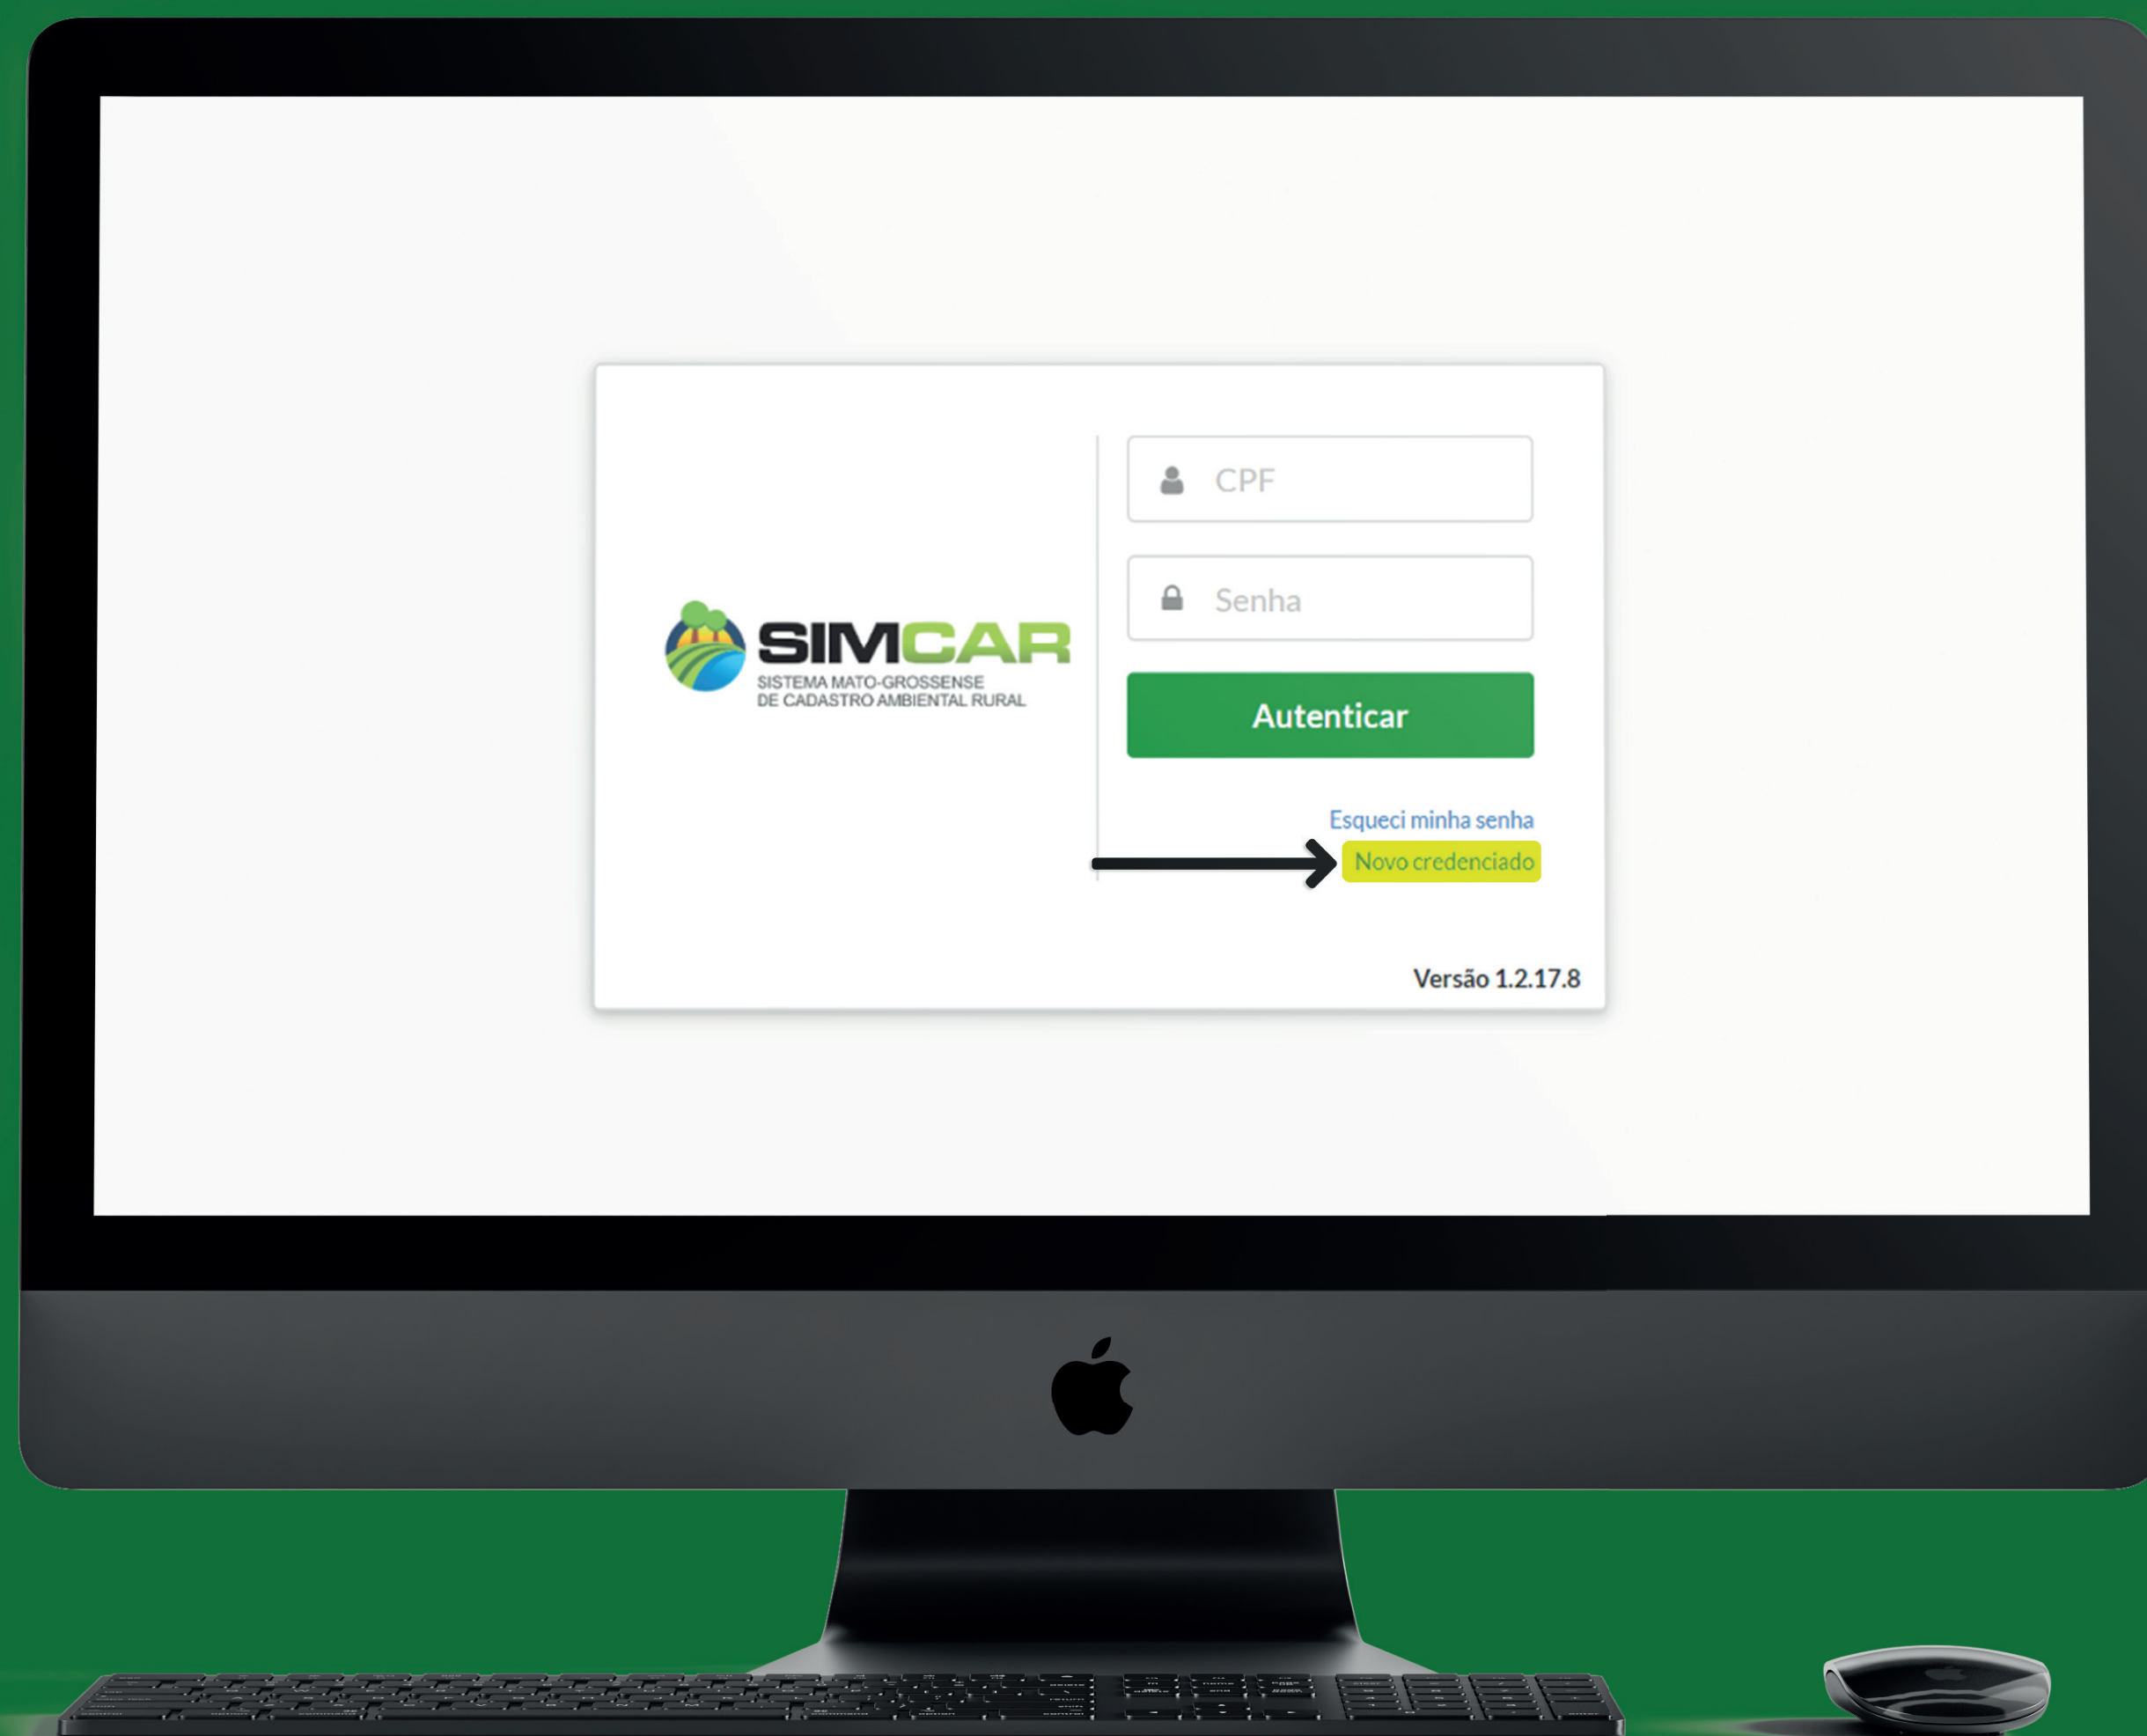 CPF
Senha
SIMCAR
SISTEMA MATO-GROSSENSE
DE CADASTRO AMBIENTAL RURAL
Autenticar
Esqueci minha senha
Novo credenciado
Versão 1.2.17.8